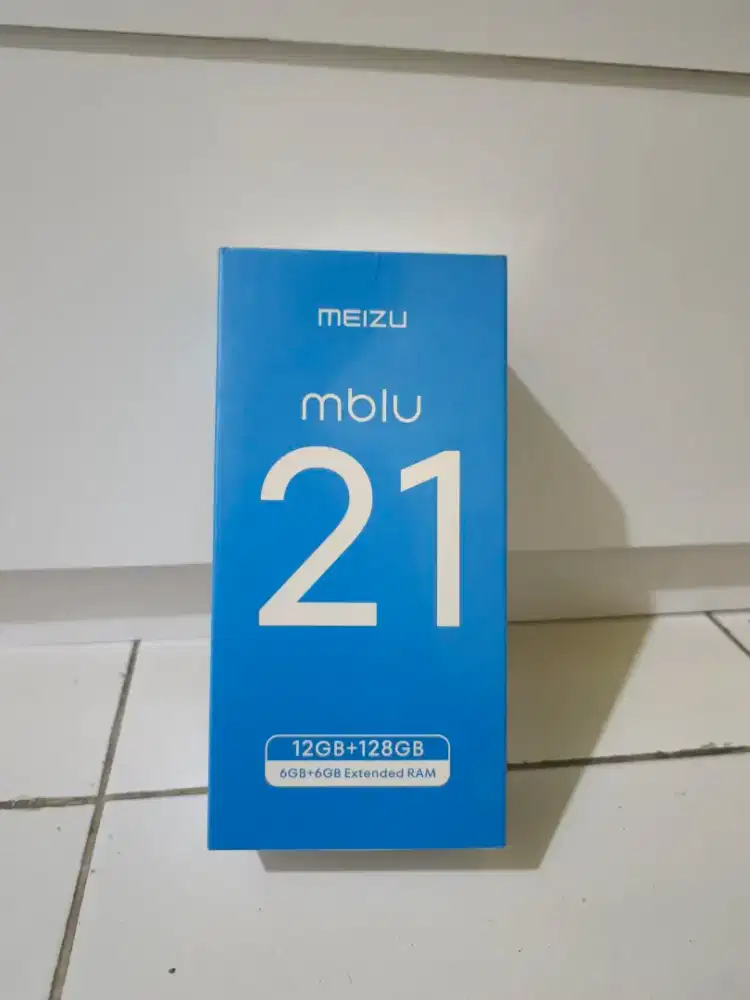 MEIZU
mblu
21
12GB+128GB
6GB+6GB Extended RAM